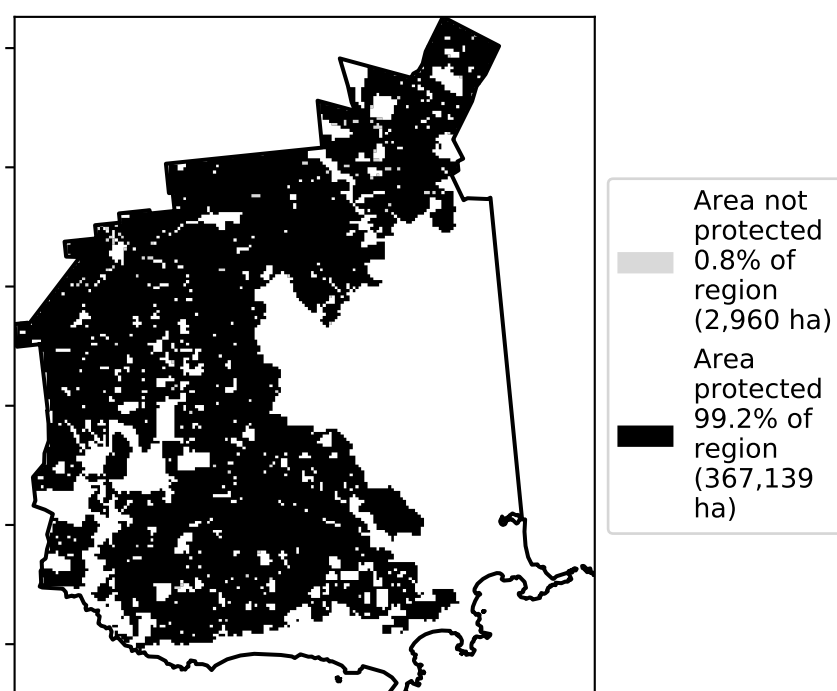 Area not
protected
0.8% of
region
(2,960 ha)
Area
protected
99.2% of
region
(367,139
ha)